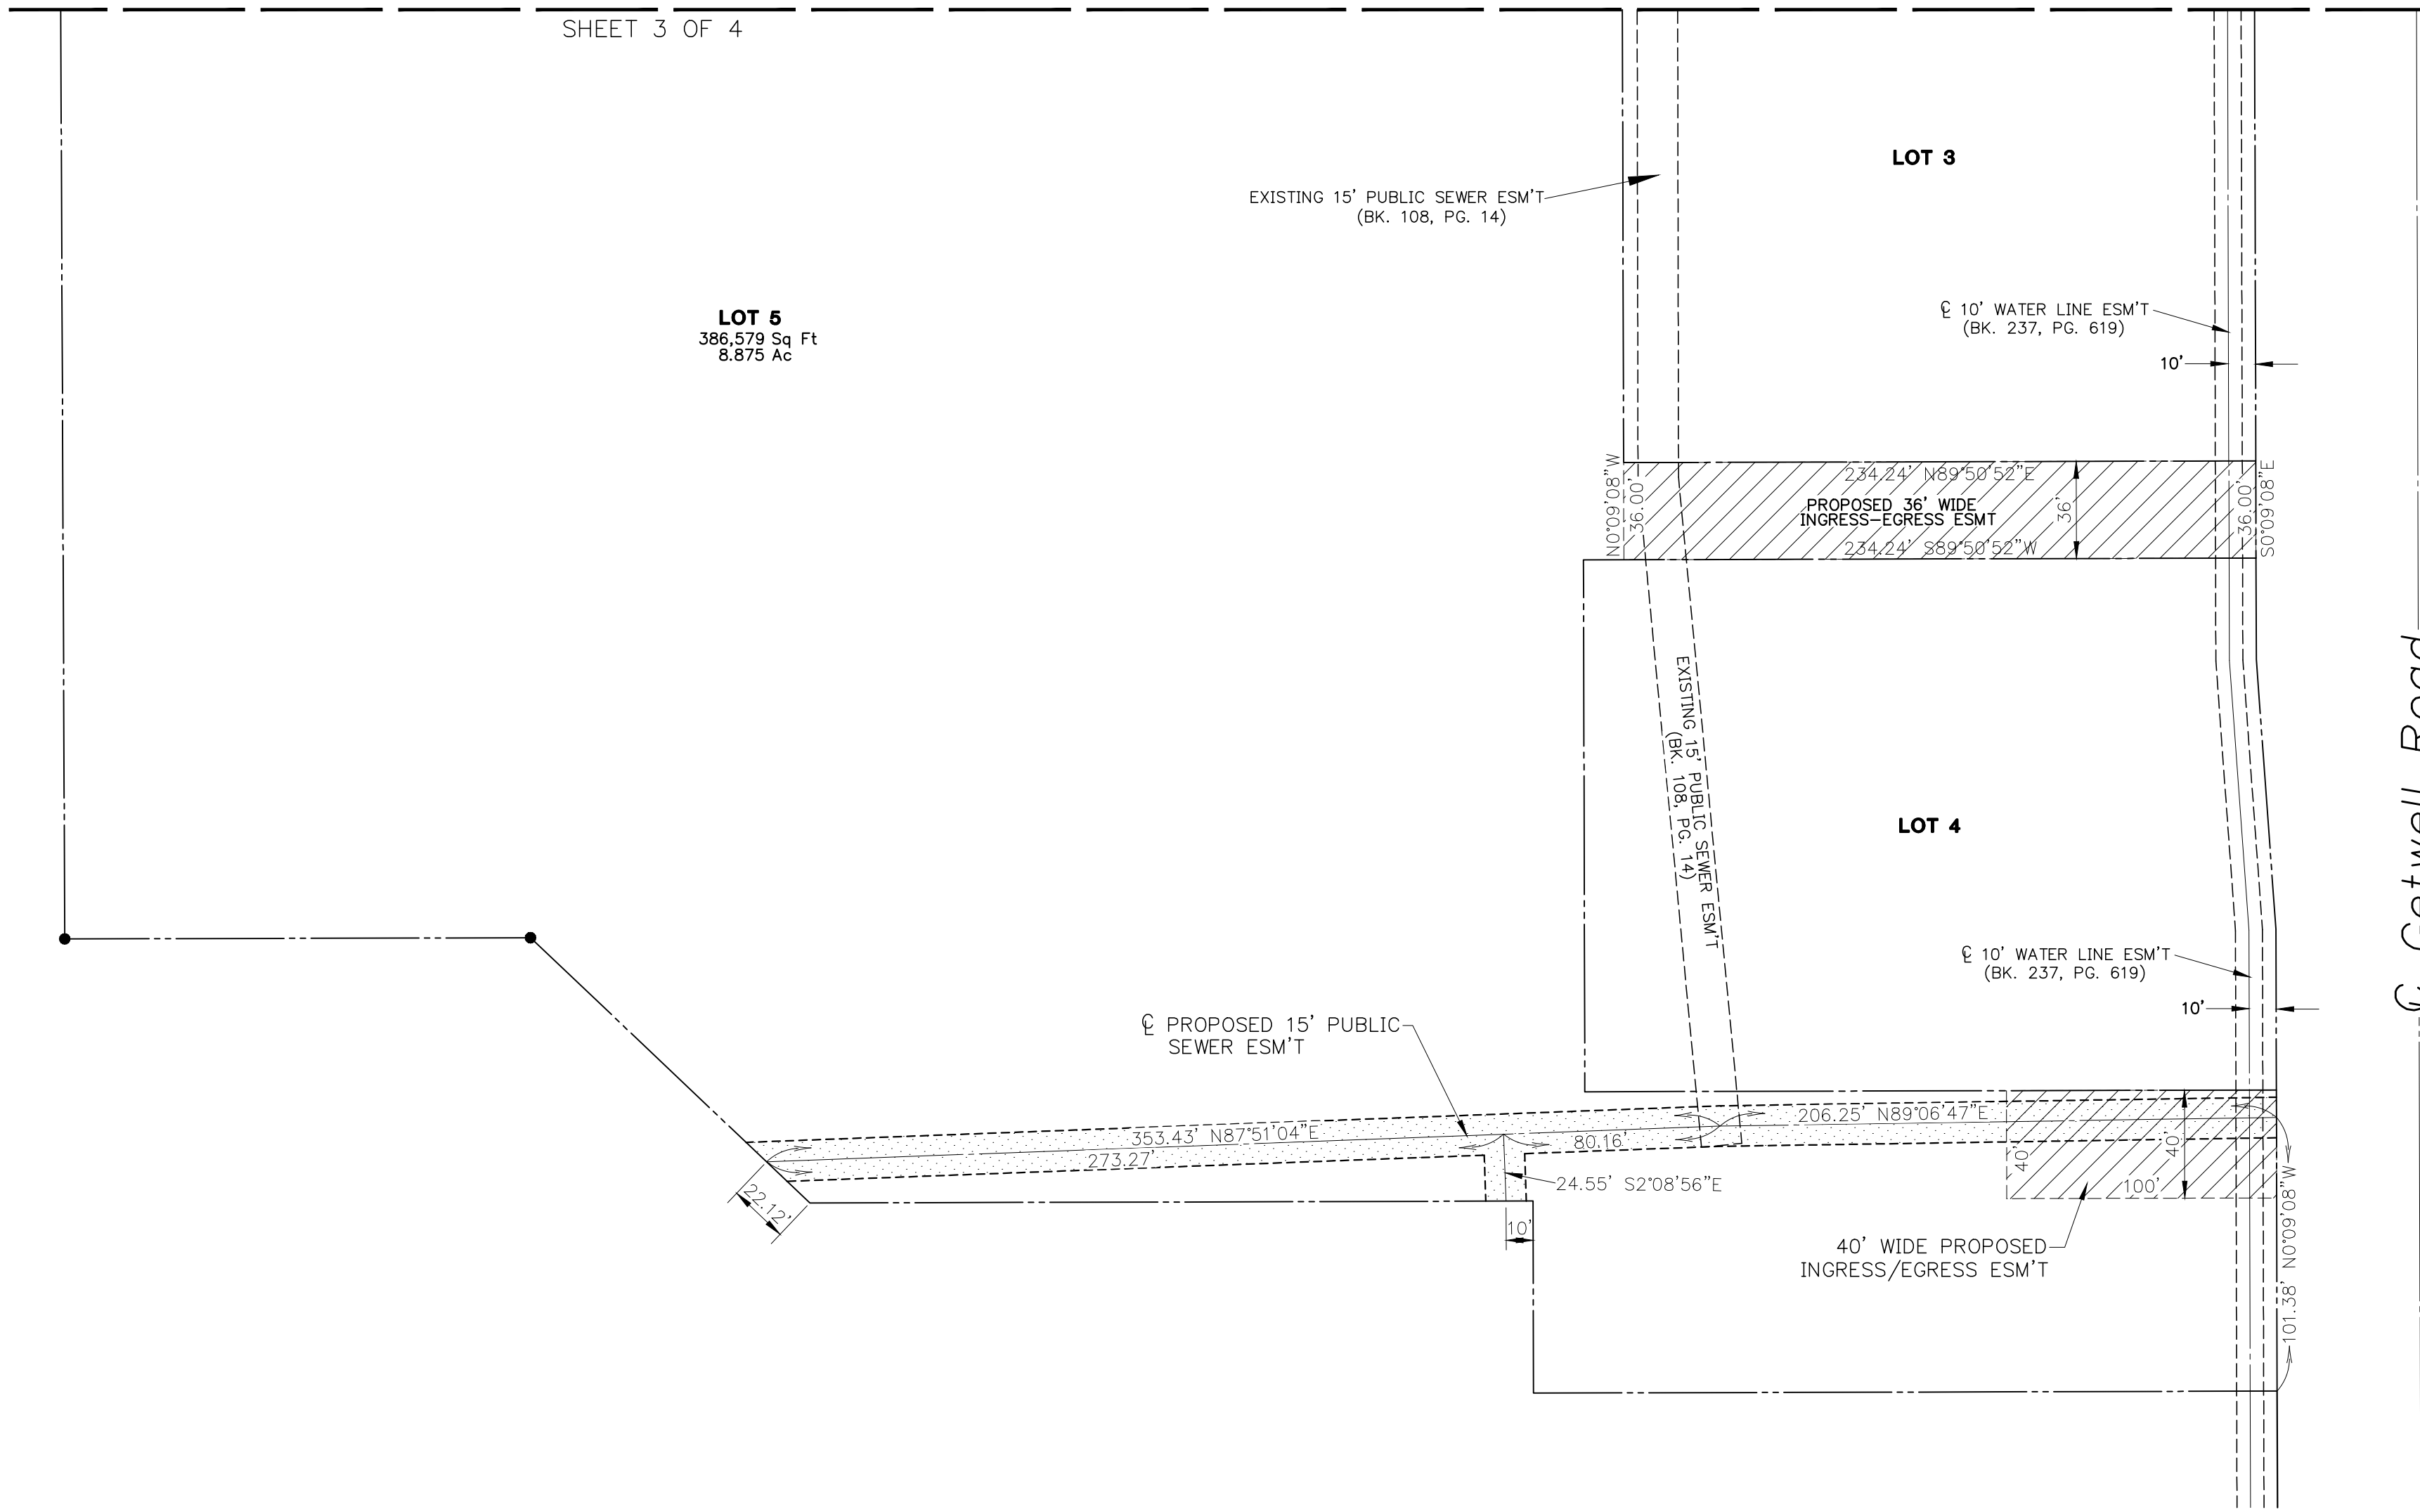 SHEET 3 OF 4
LOT 3
EXISTING 15' PUBLIC SEWER ESM'T
(BK. 108, PG. 14)
℄ 10' WATER LINE ESM'T
(BK. 237, PG. 619)
10'
LOT 5
386,579 Sq Ft
8.875 Ac
N0°09'08"W
36.00'
234.24' N89°50'52"E
PROPOSED 36' WIDE
INGRESS-EGRESS ESMT
234.24' S89°50'52"W
36'
36.00'
S0°09'08"E
EXISTING 15' PUBLIC SEWER ESM'T
(BK. 108, PG. 14)
LOT 4
℄ Getwell Road
℄ 10' WATER LINE ESM'T
(BK. 237, PG. 619)
10'
℄ PROPOSED 15' PUBLIC
SEWER ESM'T
353.43' N87°51'04"E
273.27'
80.16'
206.25' N89°06'47"E
40'
40'
100'
22.12'
24.55' S2°08'56"E
10'
40' WIDE PROPOSED
INGRESS/EGRESS ESM'T
101.38' N0°09'08"W